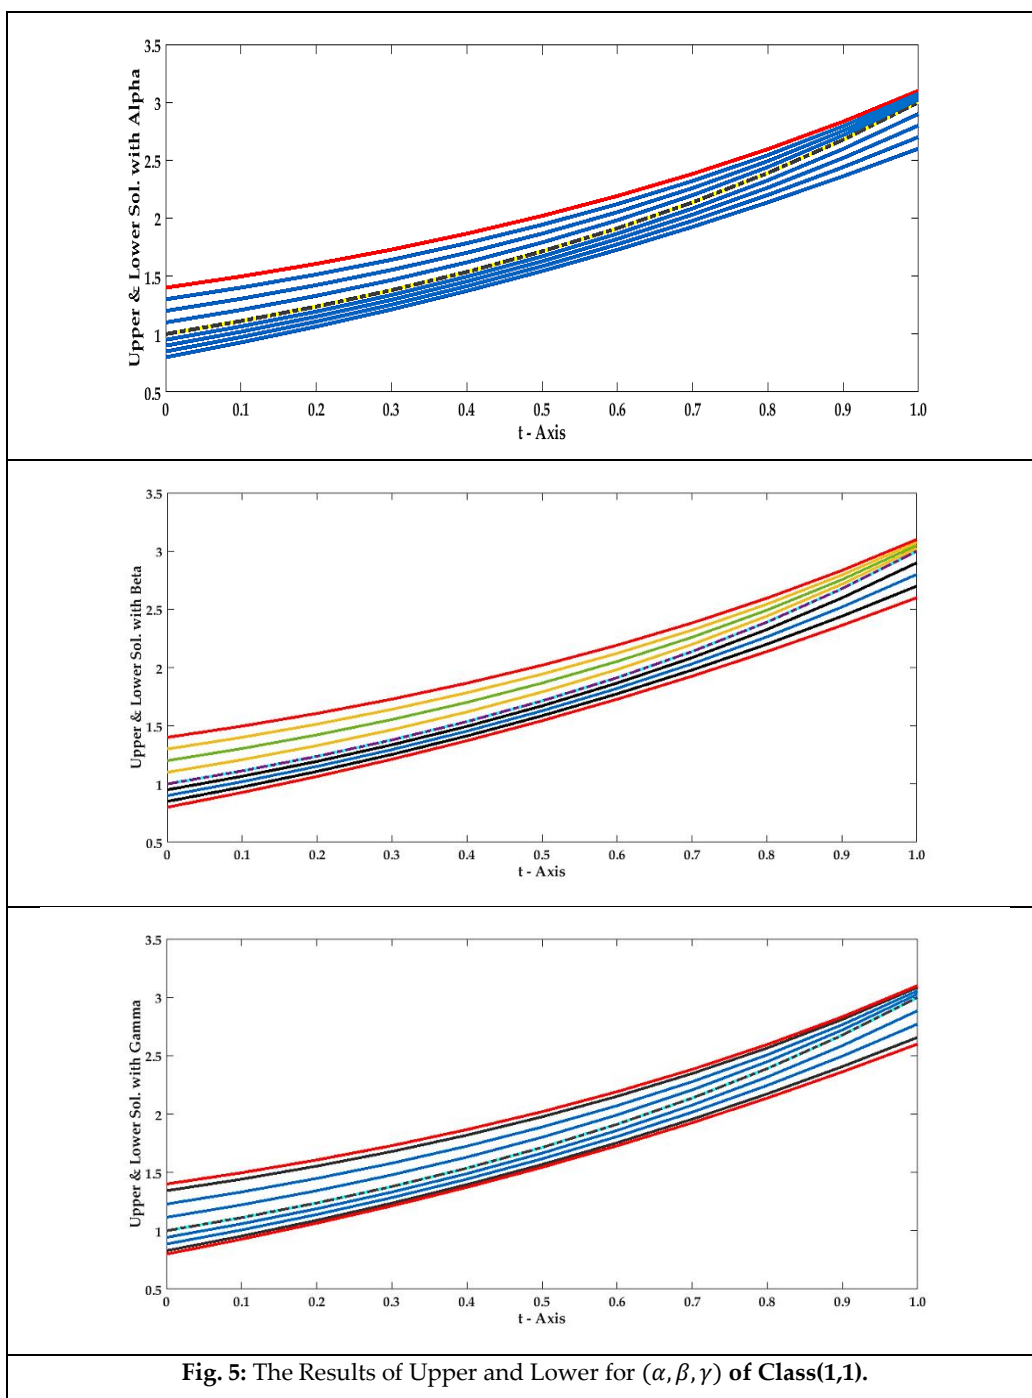 Upper & Lower Sol. with Alpha
3.5
3
2.5
2
1.5
1
0.5
0 0.1 0.2 0.3 0.4 0.5 0.6 0.7 0.8 0.9 1.0
t - Axis
Upper & Lower Sol. with Beta
3.5
3
2.5
2
1.5
1
0.5
0 0.1 0.2 0.3 0.4 0.5 0.6 0.7 0.8 0.9 1.0
t - Axis
Upper & Lower Sol. with Gamma
3.5
3
2.5
2
1.5
1
0.5
0 0.1 0.2 0.3 0.4 0.5 0.6 0.7 0.8 0.9 1.0
t - Axis
Fig. 5: The Results of Upper and Lower for (α, β, γ) of Class(1,1).